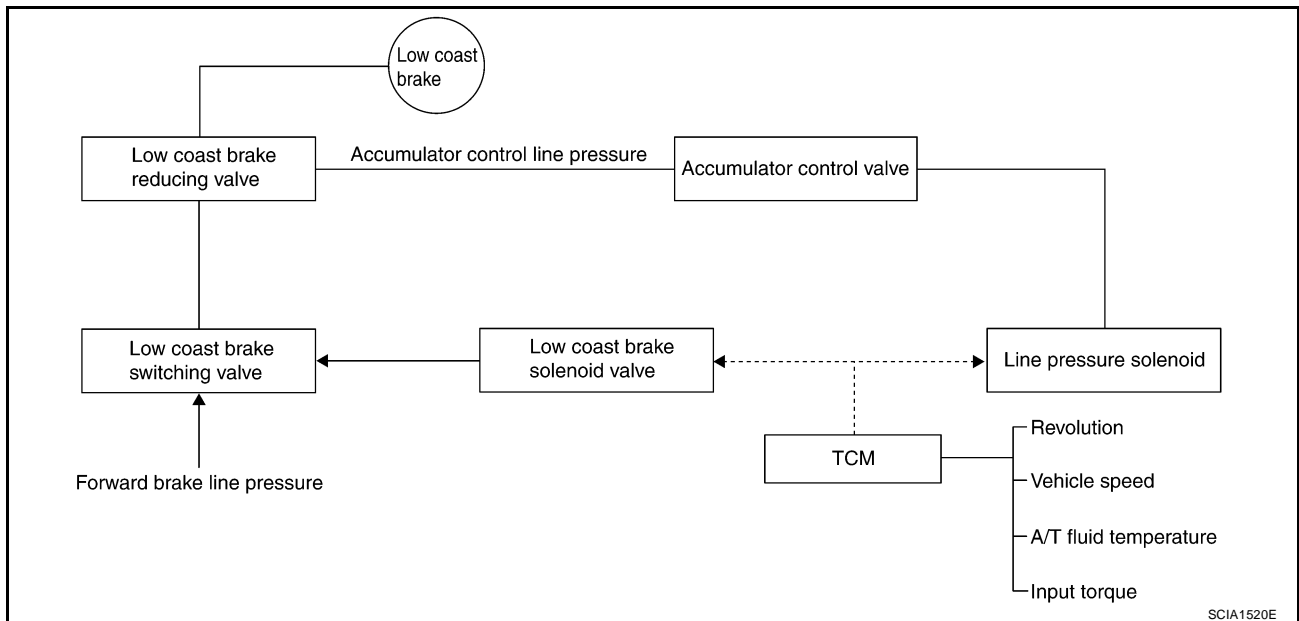 Low coast
brake
Low coast brake
reducing valve
Accumulator control line pressure
Accumulator control valve
Low coast brake
switching valve
Low coast brake
solenoid valve
Line pressure solenoid
Forward brake line pressure
TCM
Revolution
Vehicle speed
A/T fluid temperature
Input torque
SCIA1520E